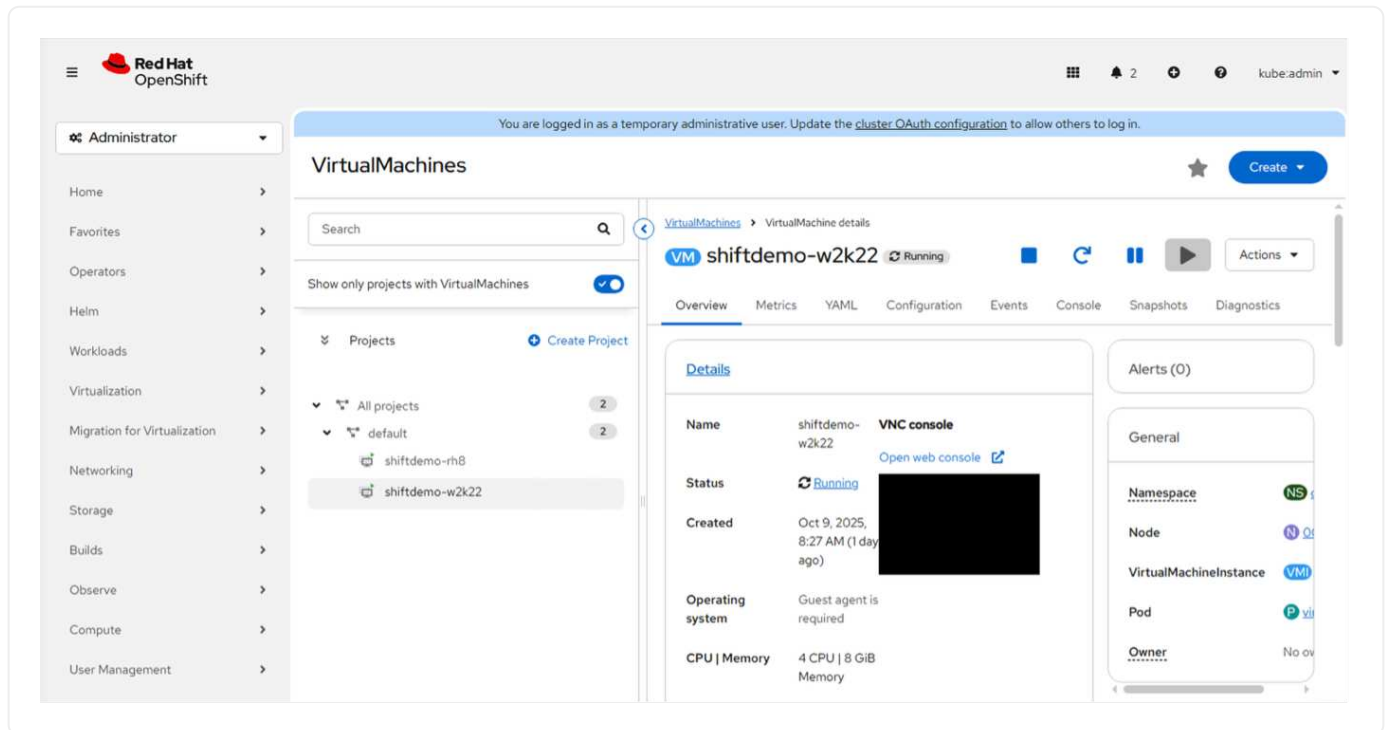 Red Hat
OpenShift
2
kube:admin
Administrator
You are logged in as a temporary administrative user. Update the cluster OAuth configuration to allow others to log in.
Home
Favorites
Operators
Helm
Workloads
Virtualization
Migration for Virtualization
Networking
Storage
Builds
Observe
Compute
User Management
VirtualMachines
Create
Search
Show only projects with VirtualMachines
Projects
Create Project
All projects
2
default
2
shiftdemo-rh8
shiftdemo-w2k22
VirtualMachines > VirtualMachine details
VM shiftdemo-w2k22 Running
Actions
Overview Metrics YAML Configuration Events Console Snapshots Diagnostics
Details
Name
shiftdemo-
w2k22
Status
Running
Created
Oct 9, 2025,
8:27 AM (1 day
ago)
Operating
system
Guest agent is
required
CPU | Memory
4 CPU | 8 GiB
Memory
VNC console
Open web console
Alerts (0)
General
Namespace
NS
Node
N
VirtualMachineInstance
VMI
Pod
P
Owner
No